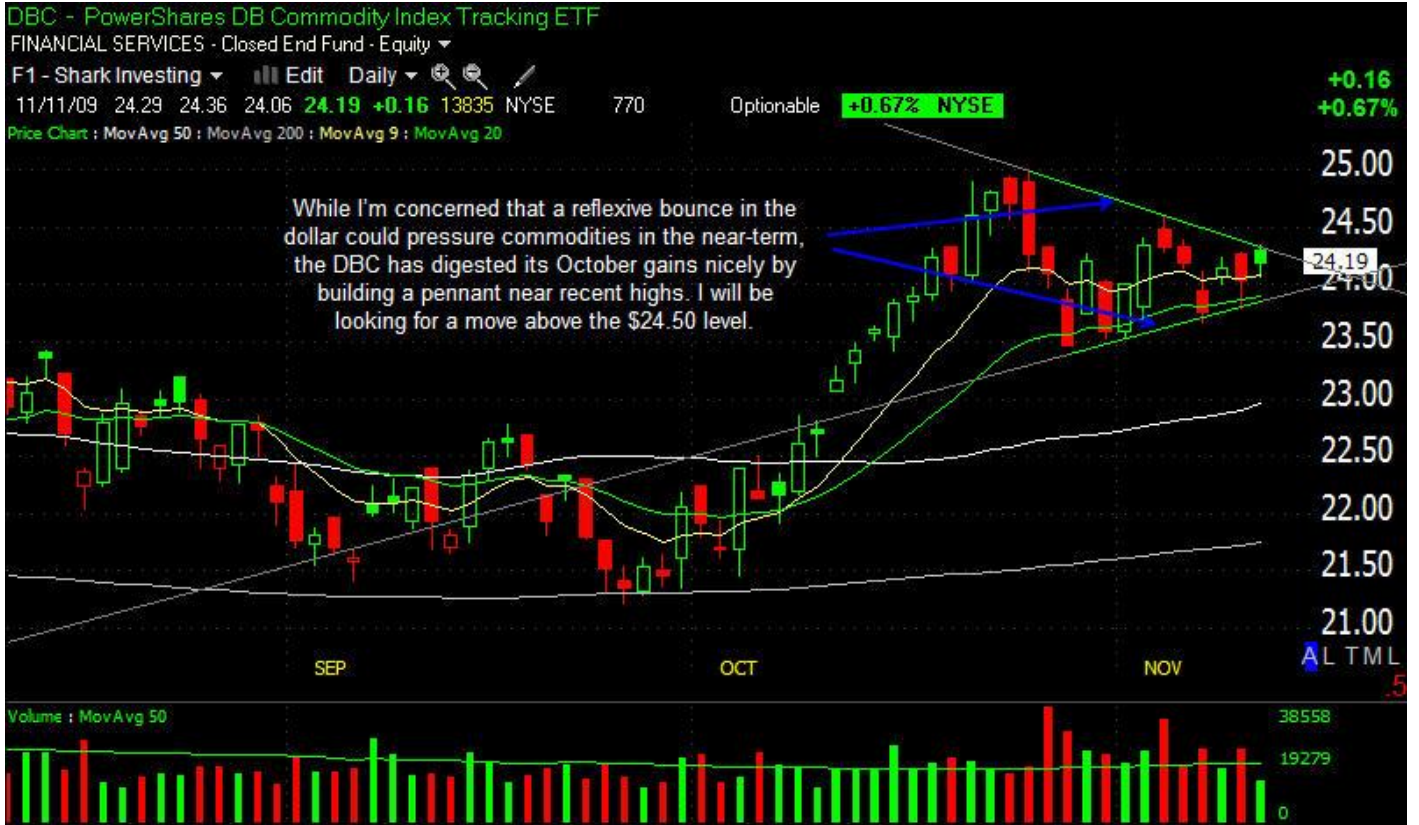 DBC - PowerShares DB Commodity Index Tracking ETF
FINANCIAL SERVICES - Closed End Fund - Equity
F1 - Shark Investing Edit Daily
+0.16
11/11/09 24.29 24.36 24.06 24.19 +0.16 13835 NYSE 770 Optionable +0.67% NYSE
+0.67%
Price Chart : MovAvg 50 : MovAvg 200 : MovAvg 9 : MovAvg 20
25.00
While I'm concerned that a reflexive bounce in the
dollar could pressure commodities in the near-term,
the DBC has digested its October gains nicely by
building a pennant near recent highs. I will be
looking for a move above the $24.50 level.
24.50
24.19
24.00
23.50
23.00
22.50
22.00
21.50
21.00
SEP OCT NOV
A L T M L
.5
Volume : MovAvg 50
38558
19279
0